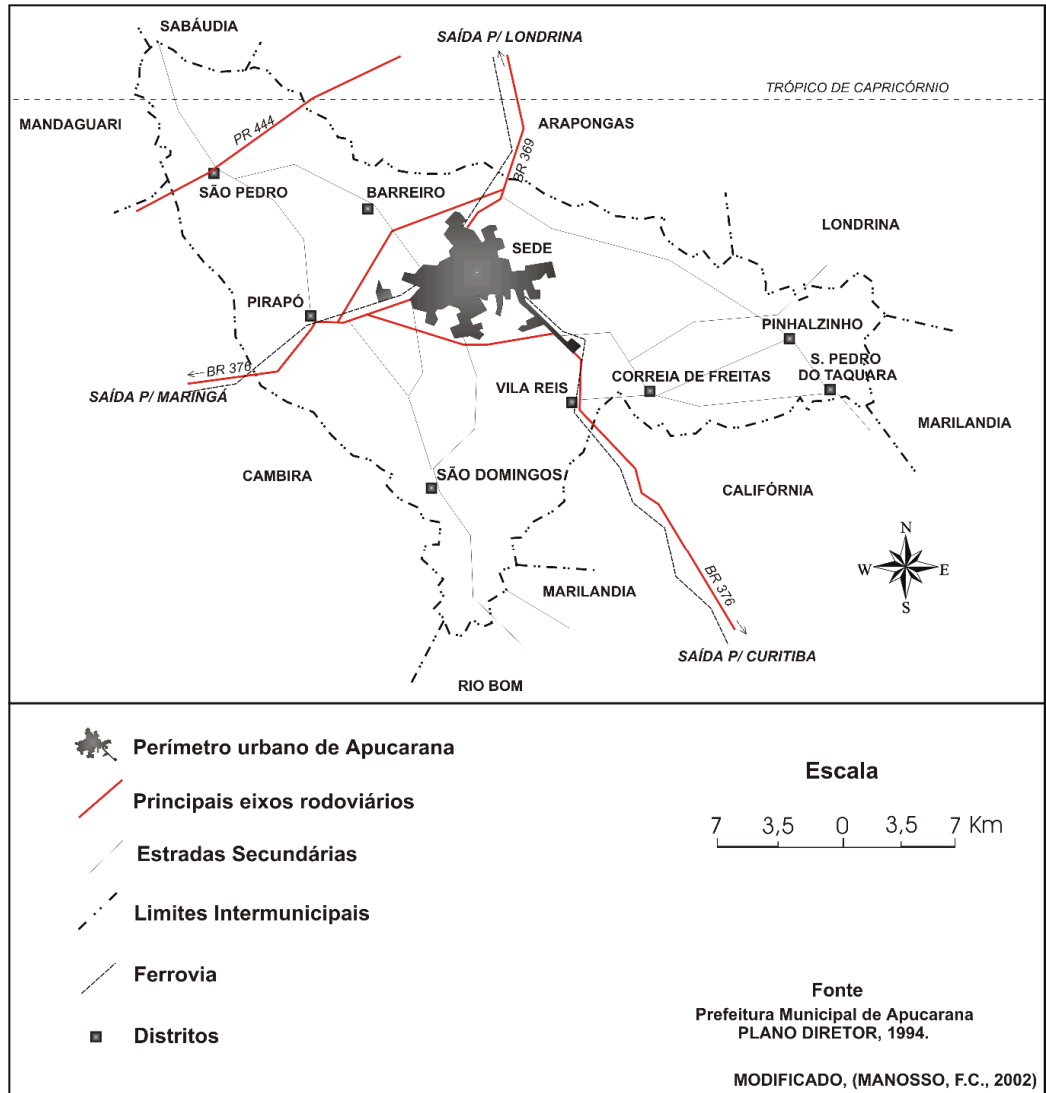 SABÁUDIA
SAÍDA P/ LONDRINA
TRÓPICO DE CAPRICÓRNIO
MANDAGUARI
PR 444
ARAPONGAS
BR 369
SÃO PEDRO
BARREIRO
LONDRINA
SEDE
PIRAPÓ
PINHALZINHO
S. PEDRO
DO TAQUARA
BR 376
CORREIA DE FREITAS
VILA REIS
SAÍDA P/ MARINGÁ
MARILANDIA
CAMBIRA
SÃO DOMINGOS
CALIFÓRNIA
N
W
E
S
MARILANDIA
BR 376
SAÍDA P/ CURITIBA
RIO BOM
Perímetro urbano de Apucarana
Principais eixos rodoviários
Estradas Secundárias
Limites Intermunicipais
Ferrovia
Distritos
Escala
7 3,5 0 3,5 7 Km
Fonte
Prefeitura Municipal de Apucarana
PLANO DIRETOR, 1994.
MODIFICADO, (MANOSSO, F.C., 2002)